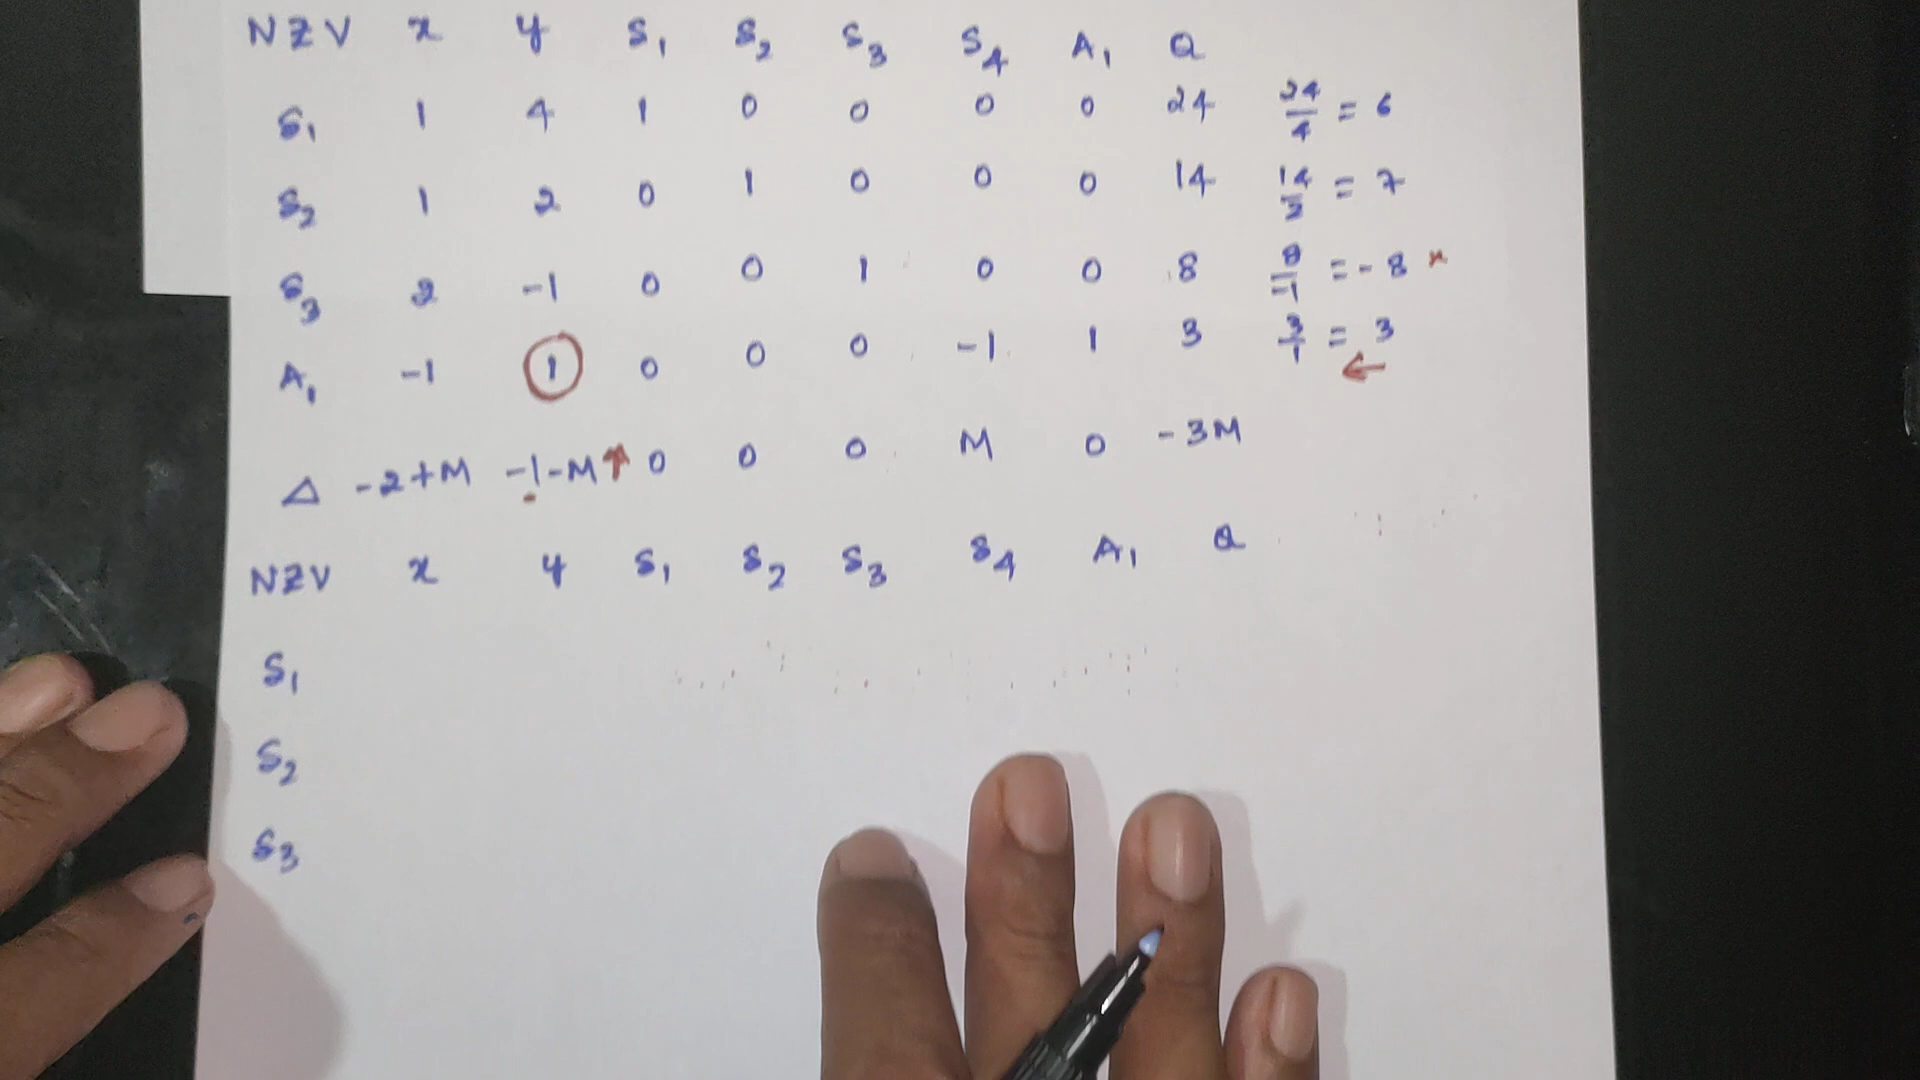 NZV x y S1 S2 S3 S4 A1 Q
S1 1 4 1 0 0 0 0 24 24/4 = 6
S2 1 2 0 1 0 0 0 14 14/2 = 7
S3 2 -1 0 0 1 0 0 8 8/-1 = -8 x
A1 -1 1 0 0 0 -1 1 3 3/1 = 3 ←
Δ -2+M -1-M↑ 0 0 0 M 0 -3M
NZV x y S1 S2 S3 S4 A1 Q
S1
S2
S3